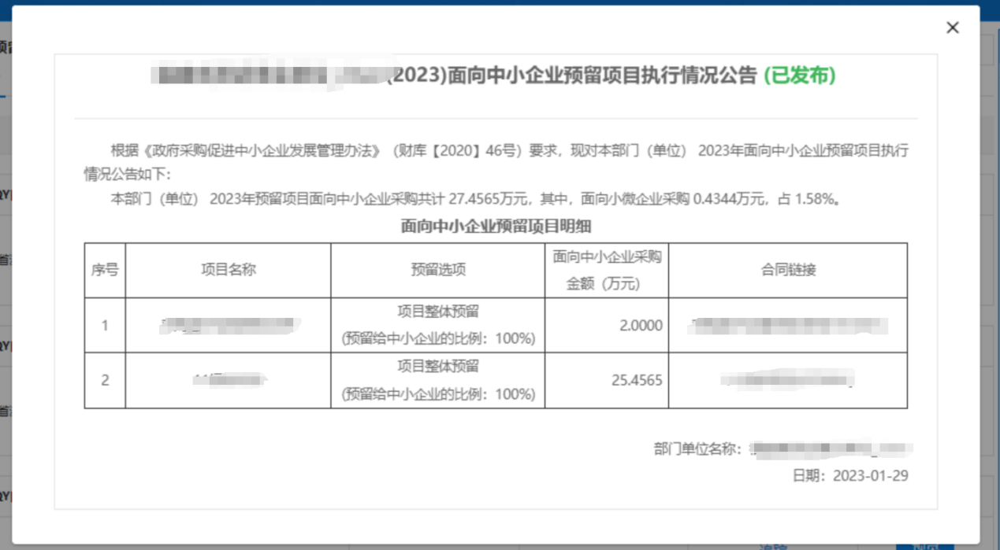 (2023)面向中小企业预留项目执行情况公告 (已发布)
根据《政府采购促进中小企业发展管理办法》（财库【2020】46号）要求，现对本部门（单位） 2023年面向中小企业预留项目执行
情况公告如下：
本部门（单位） 2023年预留项目面向中小企业采购共计 27.4565万元，其中，面向小微企业采购 0.4344万元，占 1.58%。
面向中小企业预留项目明细
序号 项目名称 预留选项 面向中小企业采购 合同链接
金额（万元）
1 项目整体预留 2.0000
(预留给中小企业的比例：100%)
2 项目整体预留 25.4565
(预留给中小企业的比例：100%)
部门单位名称：
日期：2023-01-29